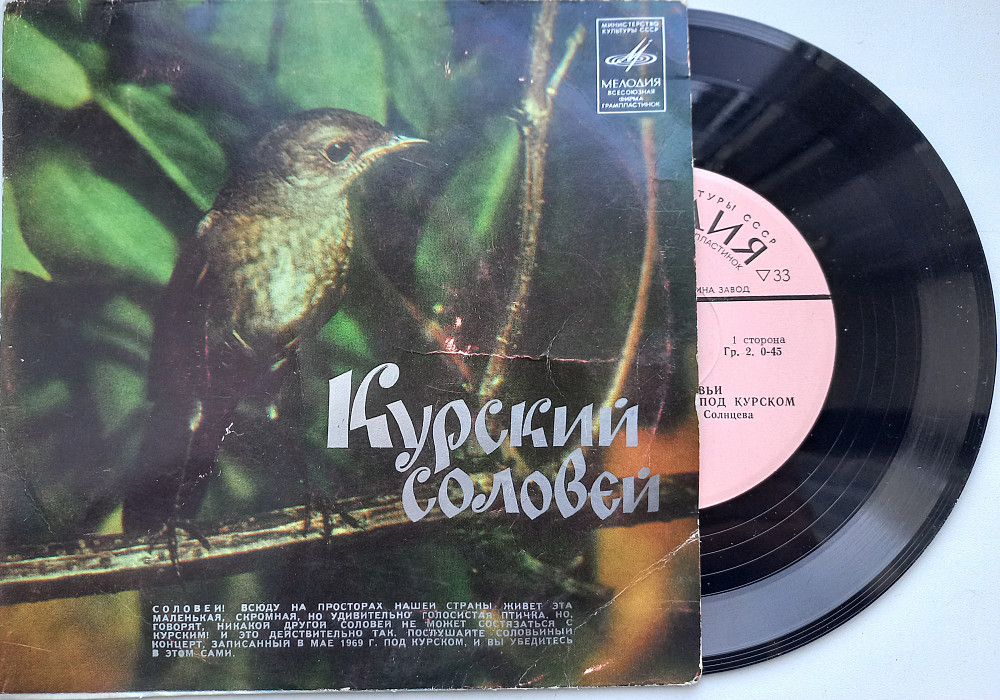 МИНИСТЕРСТВО
КУЛЬТУРЫ СССР
МЕЛОДИЯ
ВСЕСОЮЗНАЯ
ФИРМА
ГРАМПЛАСТИНОК
Курский
соловей
СОЛОВЕЙ! ВСЮДУ НА ПРОСТОРАХ НАШЕЙ СТРАНЫ ЖИВЕТ ЭТА
МАЛЕНЬКАЯ, СКРОМНАЯ, НО УДИВИТЕЛЬНО ГОЛОСИСТАЯ ПТИЧКА. НО,
ГОВОРЯТ, НИКАКОЙ ДРУГОЙ СОЛОВЕЙ НЕ МОЖЕТ СОСТЯЗАТЬСЯ С
КУРСКИМ! И ЭТО ДЕЙСТВИТЕЛЬНО ТАК. ПОСЛУШАЙТЕ СОЛОВЬИНЫЙ
КОНЦЕРТ, ЗАПИСАННЫЙ В МАЕ 1969 Г. ПОД КУРСКОМ, И ВЫ УБЕДИТЕСЬ
В ЭТОМ САМИ.
ТУРЫ СССР
ДИЯ
ПЛАСТИНОК
▽33
ИНА ЗАВОД
1 сторона
Гр. 2. 0-45
ВЬИ
ПОД КУРСКОМ
Солнцева